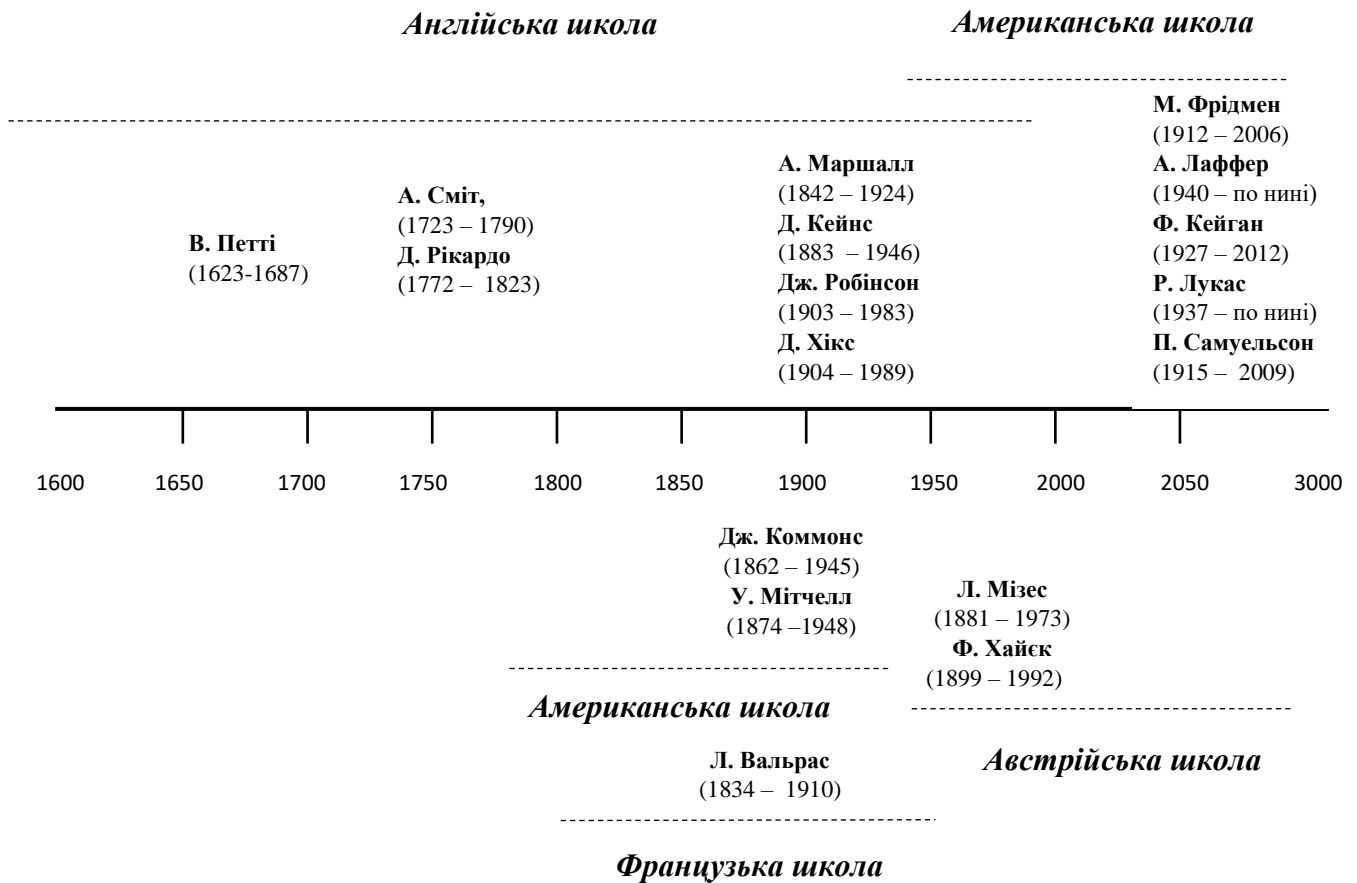 Англійська школа
Американська школа
М. Фрідмен
(1912 – 2006)
А. Лаффер
(1940 – по нині)
Ф. Кейган
(1927 – 2012)
Р. Лукас
(1937 – по нині)
П. Самуельсон
(1915 – 2009)
А. Маршалл
(1842 – 1924)
Д. Кейнс
(1883 – 1946)
Дж. Робінсон
(1903 – 1983)
Д. Хікс
(1904 – 1989)
А. Сміт,
(1723 – 1790)
Д. Рікардо
(1772 – 1823)
В. Петті
(1623-1687)
1600 1650 1700 1750 1800 1850 1900 1950 2000 2050 3000
Дж. Коммонс
(1862 – 1945)
У. Мітчелл
(1874 –1948)
Л. Мізес
(1881 – 1973)
Ф. Хайєк
(1899 – 1992)
Американська школа
Австрійська школа
Л. Вальрас
(1834 – 1910)
Французька школа